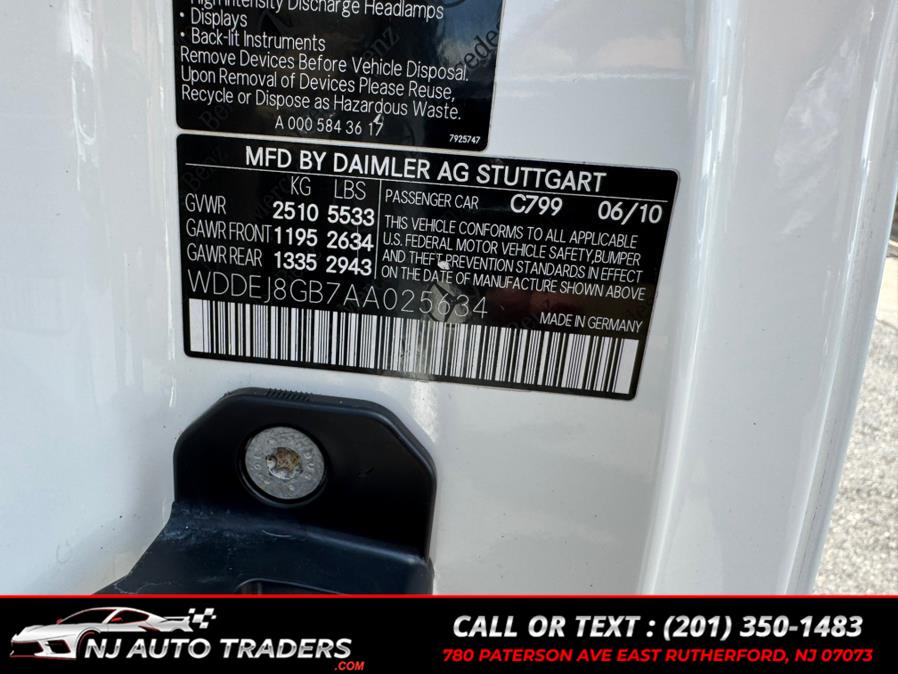 High Intensity Discharge Headlamps
• Displays
• Back-lit Instruments
Remove Devices Before Vehicle Disposal.
Upon Removal of Devices Please Reuse,
Recycle or Dispose as Hazardous Waste.
A 000 584 36 17
7925747
MFD BY DAIMLER AG STUTTGART
KG LBS
GVWR 2510 5533
GAWR FRONT 1195 2634
GAWR REAR 1335 2943
PASSENGER CAR C799 06/10
THIS VEHICLE CONFORMS TO ALL APPLICABLE
U.S. FEDERAL MOTOR VEHICLE SAFETY,BUMPER
AND THEFT PREVENTION STANDARDS IN EFFECT
ON THE DATE OF MANUFACTURE SHOWN ABOVE
WDDEJ8GB7AA025634
MADE IN GERMANY
NJ AUTO TRADERS
.COM
CALL OR TEXT : (201) 350-1483
780 PATERSON AVE EAST RUTHERFORD, NJ 07073